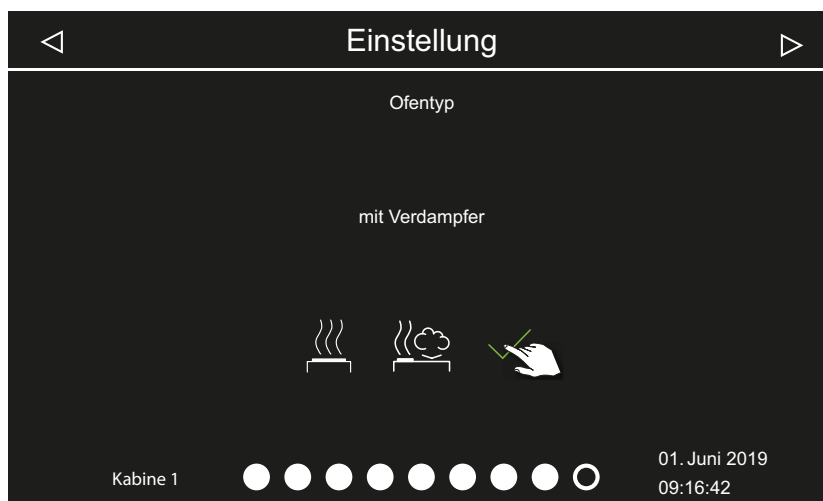 Einstellung
Ofentyp
mit Verdampfer
Kabine 1
01. Juni 2019
09:16:42